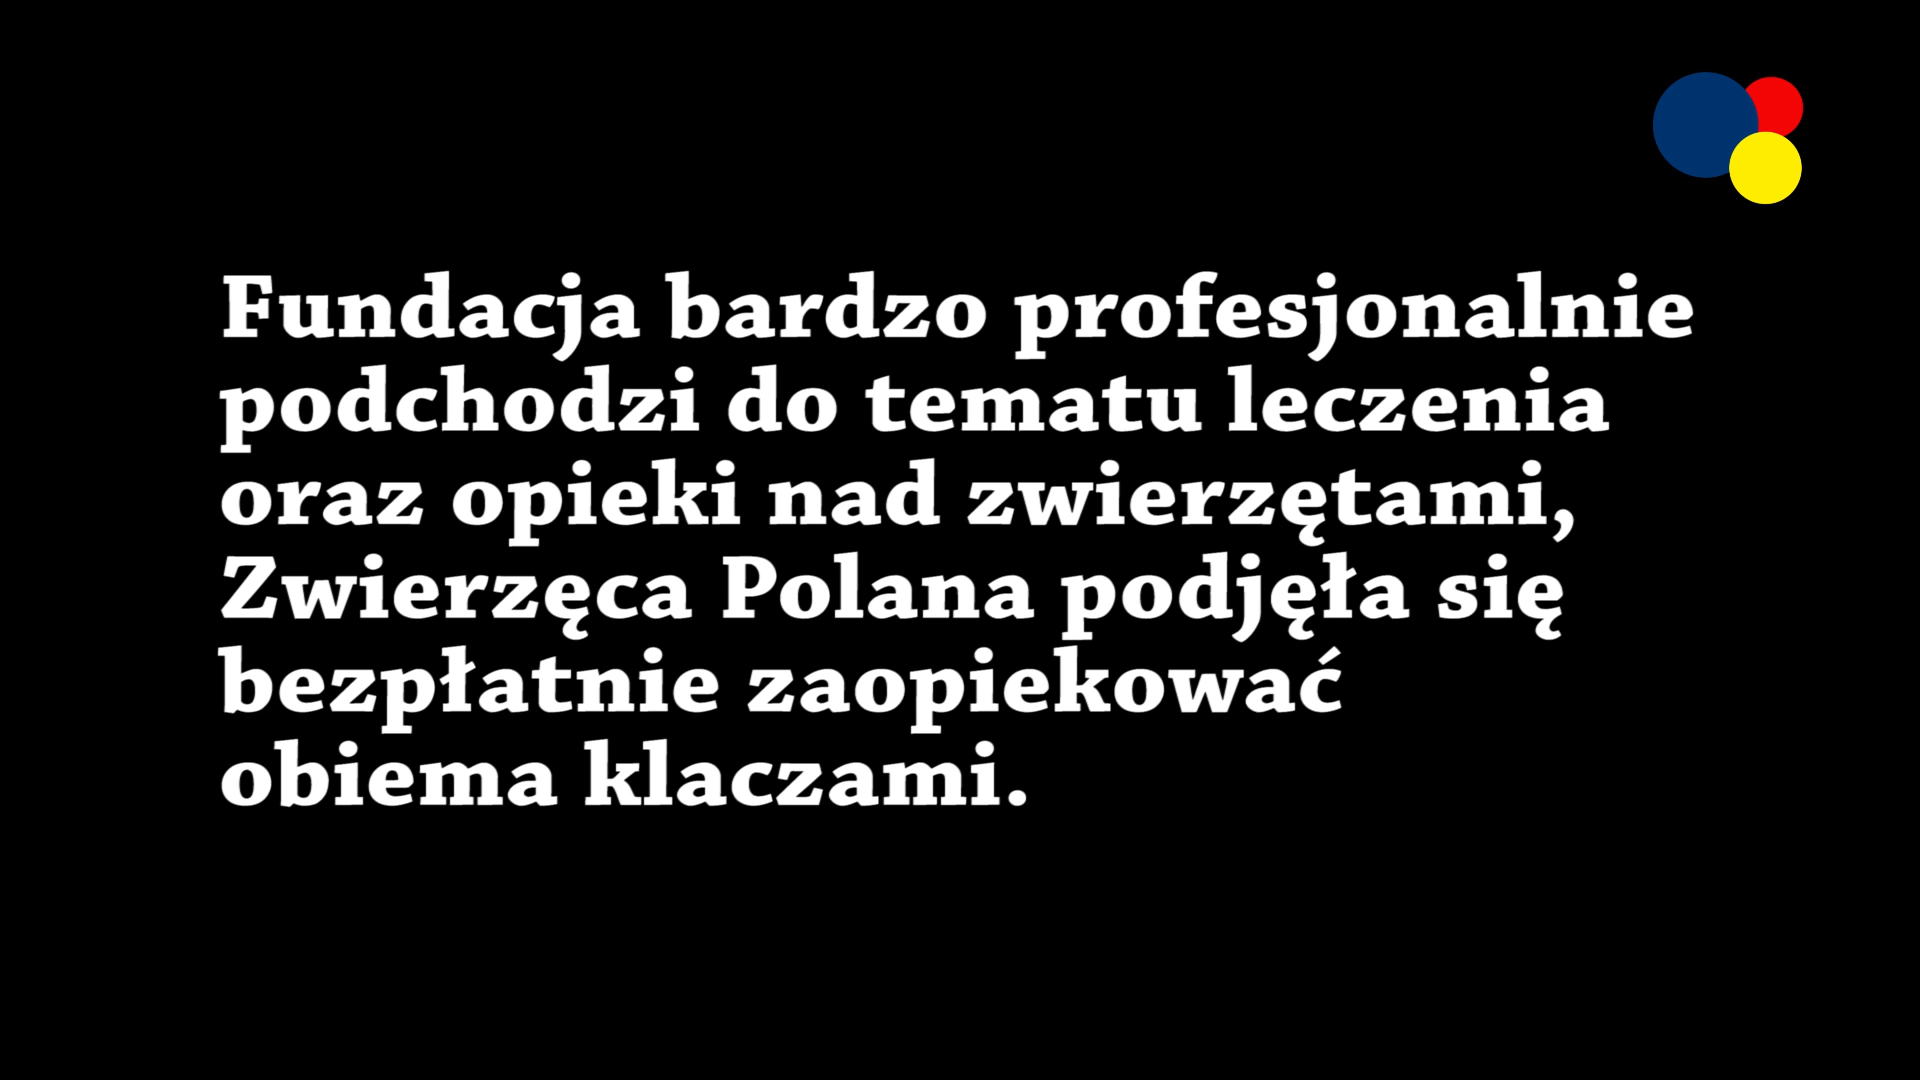 Fundacja bardzo profesjonalnie
podchodzi do tematu leczenia
oraz opieki nad zwierzętami,
Zwierzęca Polana podjęła się
bezpłatnie zaopiekować
obiema klaczami.